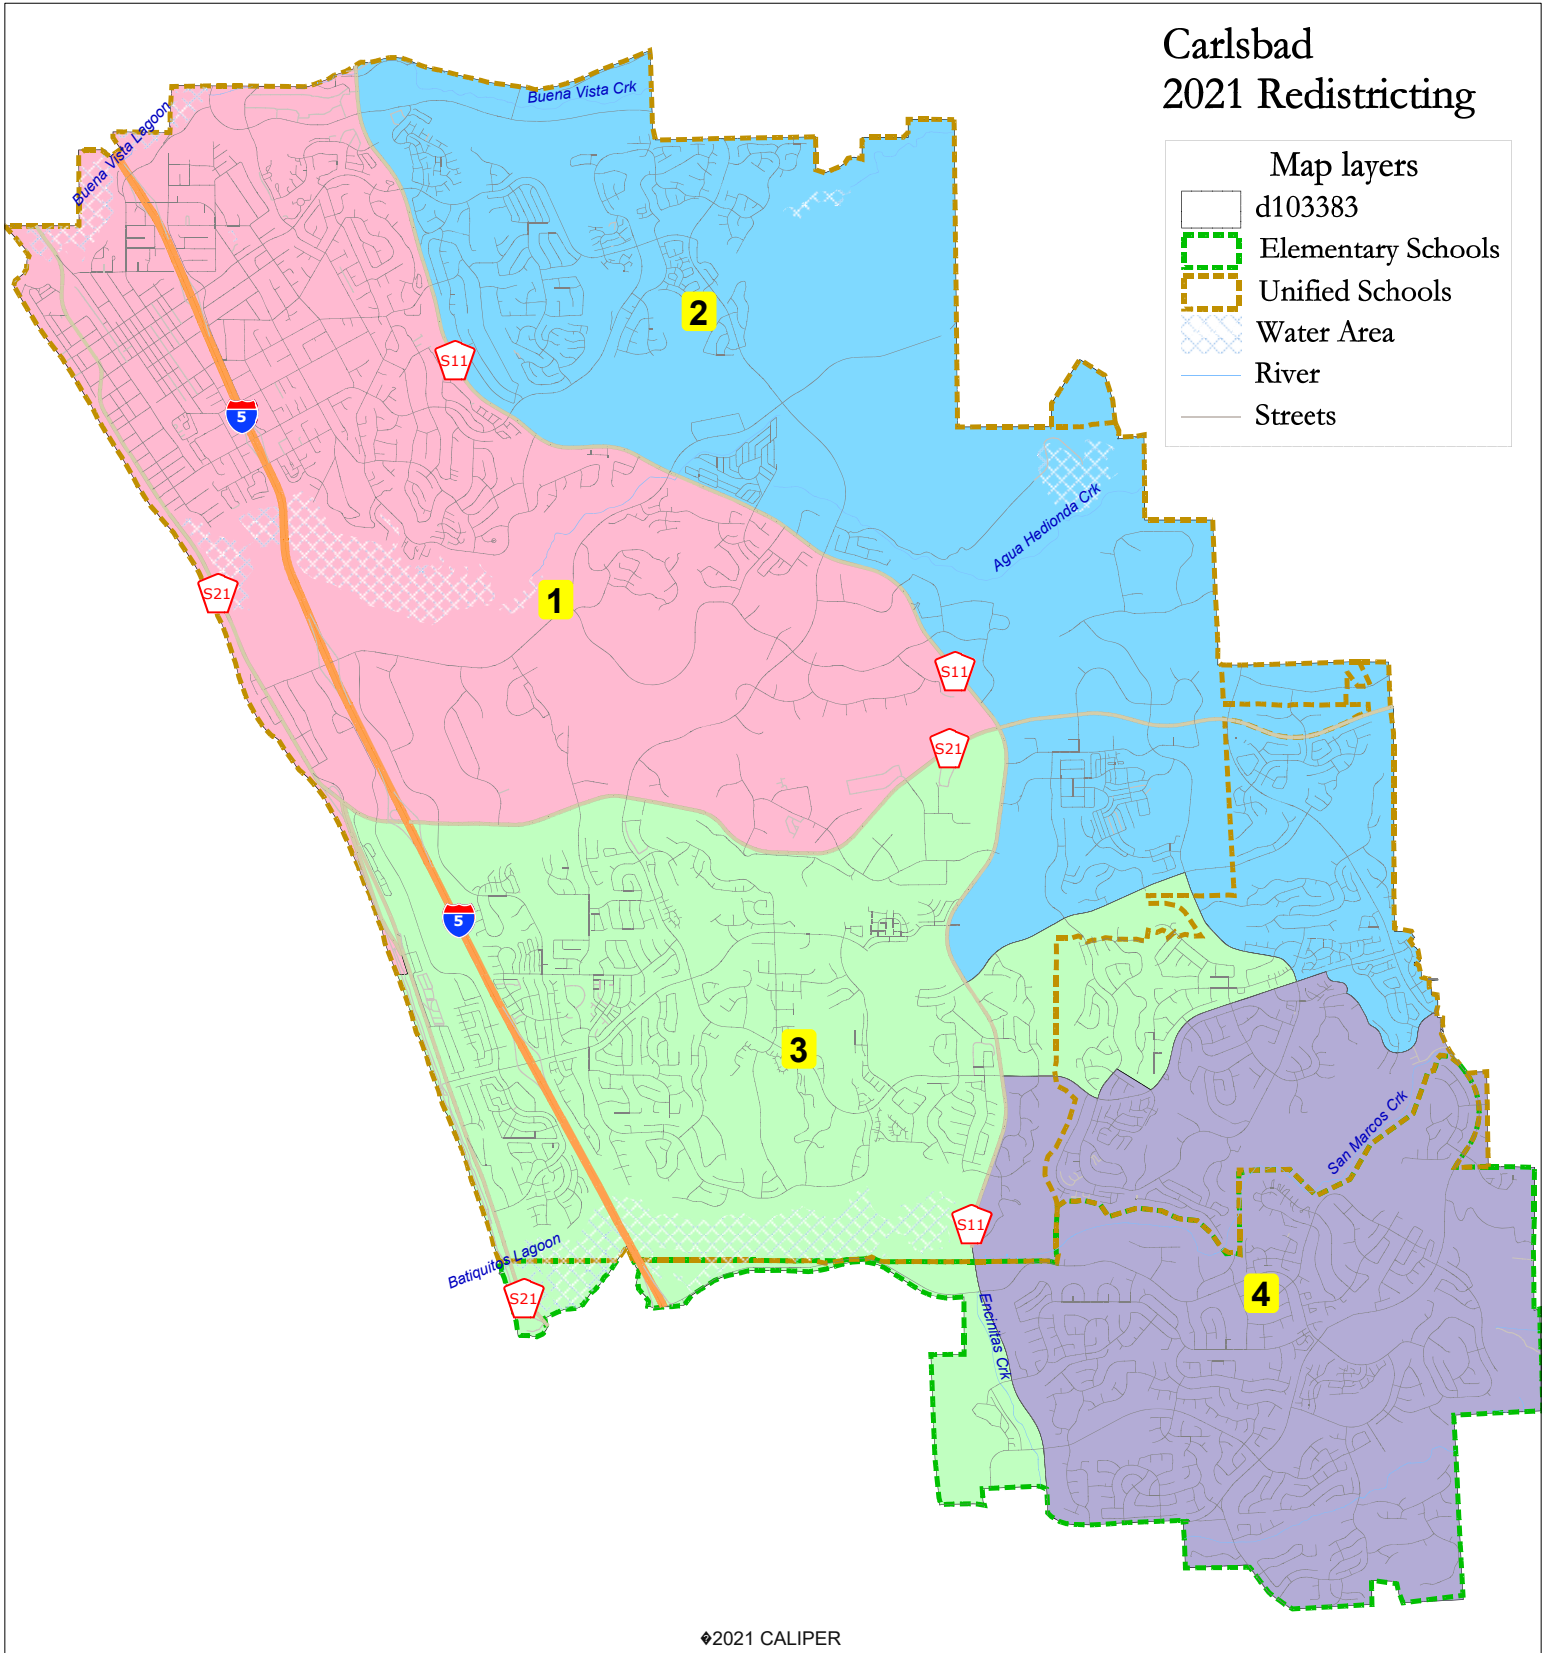 Carlsbad
2021 Redistricting
Map layers
d103383
Elementary Schools
Unified Schools
Water Area
River
Streets
Buena Vista Crk
Buena Vista Lagoon
2
S11
5
Agua Hedionda Crk
S21
1
S11
S21
5
3
San Marcos Crk
S11
Batiquitos Lagoon
S21
4
Encinitas Crk
�2021 CALIPER